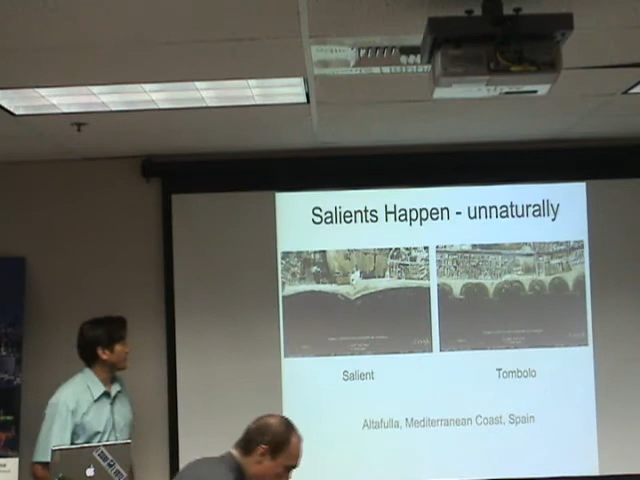 Salients Happen - unnaturally
Salient
Tombolo
Altafulla, Mediterranean Coast, Spain